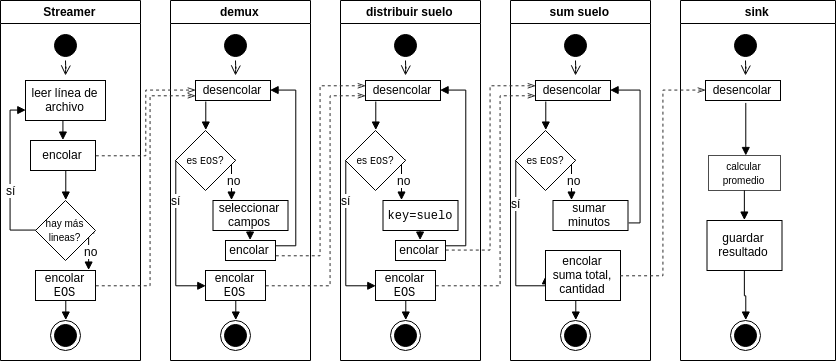 Streamer
leer línea de
archivo
encolar
sí
hay más
lineas?
no
encolar
EOS
demux
desencolar
es EOS?
no
sí
seleccionar
campos
encolar
encolar
EOS
distribuir suelo
desencolar
es EOS?
no
sí
key=suelo
encolar
encolar
EOS
sum suelo
desencolar
es EOS?
no
sí
sumar
minutos
encolar
suma total,
cantidad
sink
desencolar
calcular
promedio
guardar
resultado